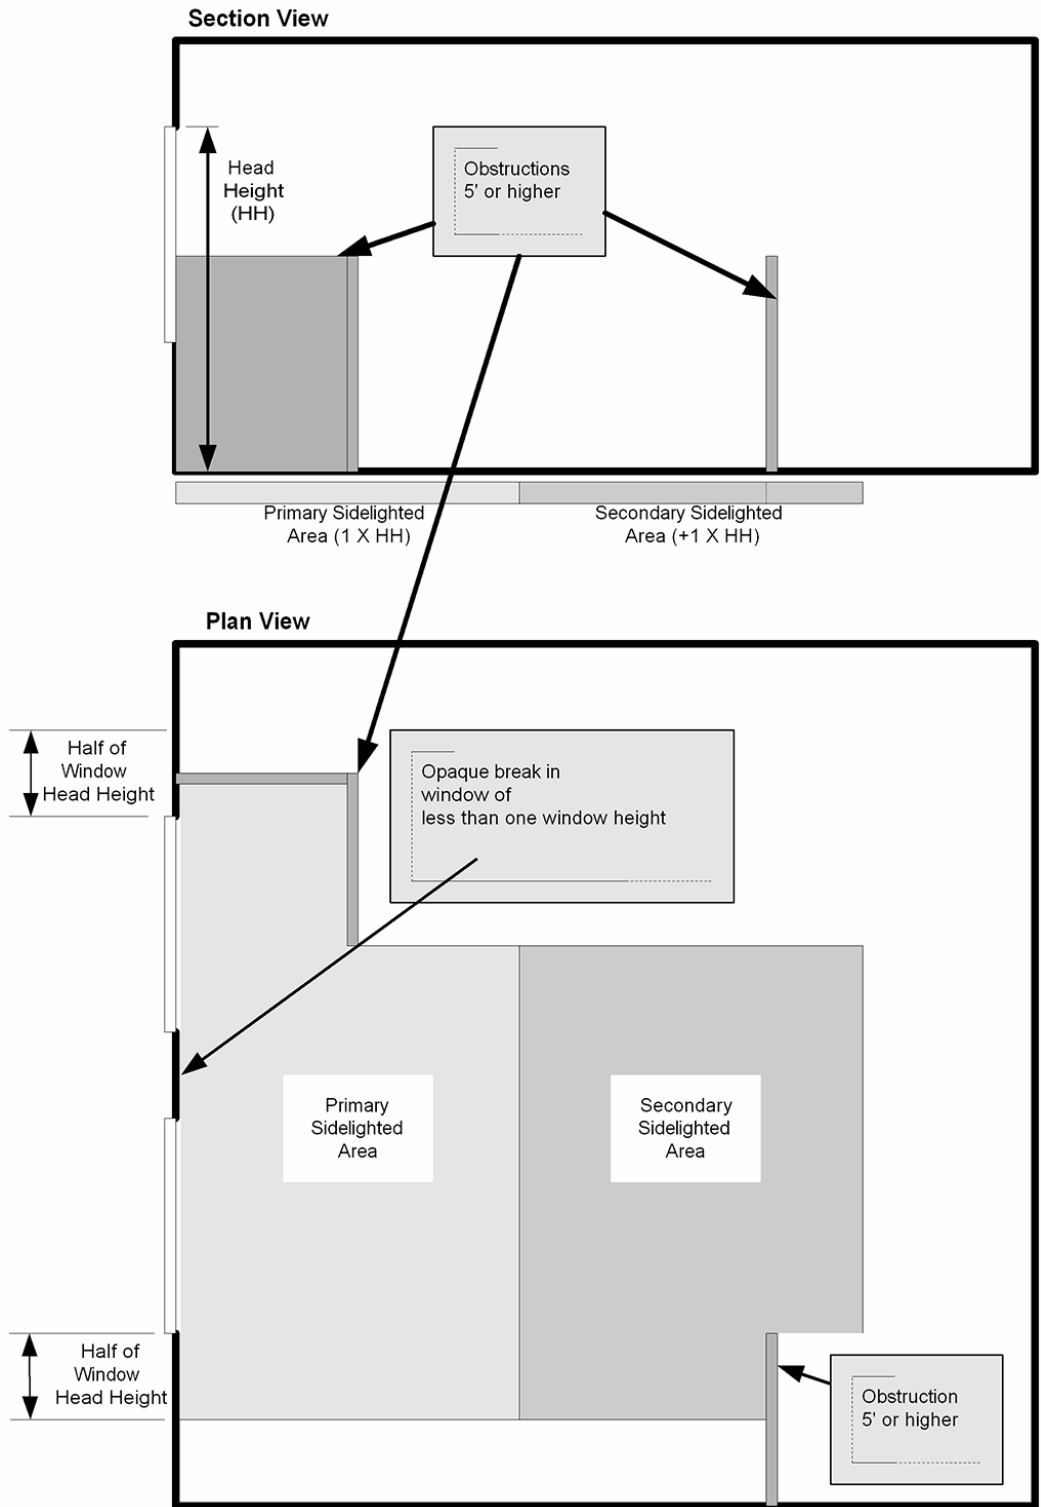 Section View
Head
Height
(HH)
Obstructions
5' or higher
Primary Sidelighted
Area (1 X HH)
Secondary Sidelighted
Area (+1 X HH)
Plan View
Half of
Window
Head Height
Opaque break in
window of
less than one window height
Primary
Sidelighted
Area
Secondary
Sidelighted
Area
Half of
Window
Head Height
Obstruction
5' or higher